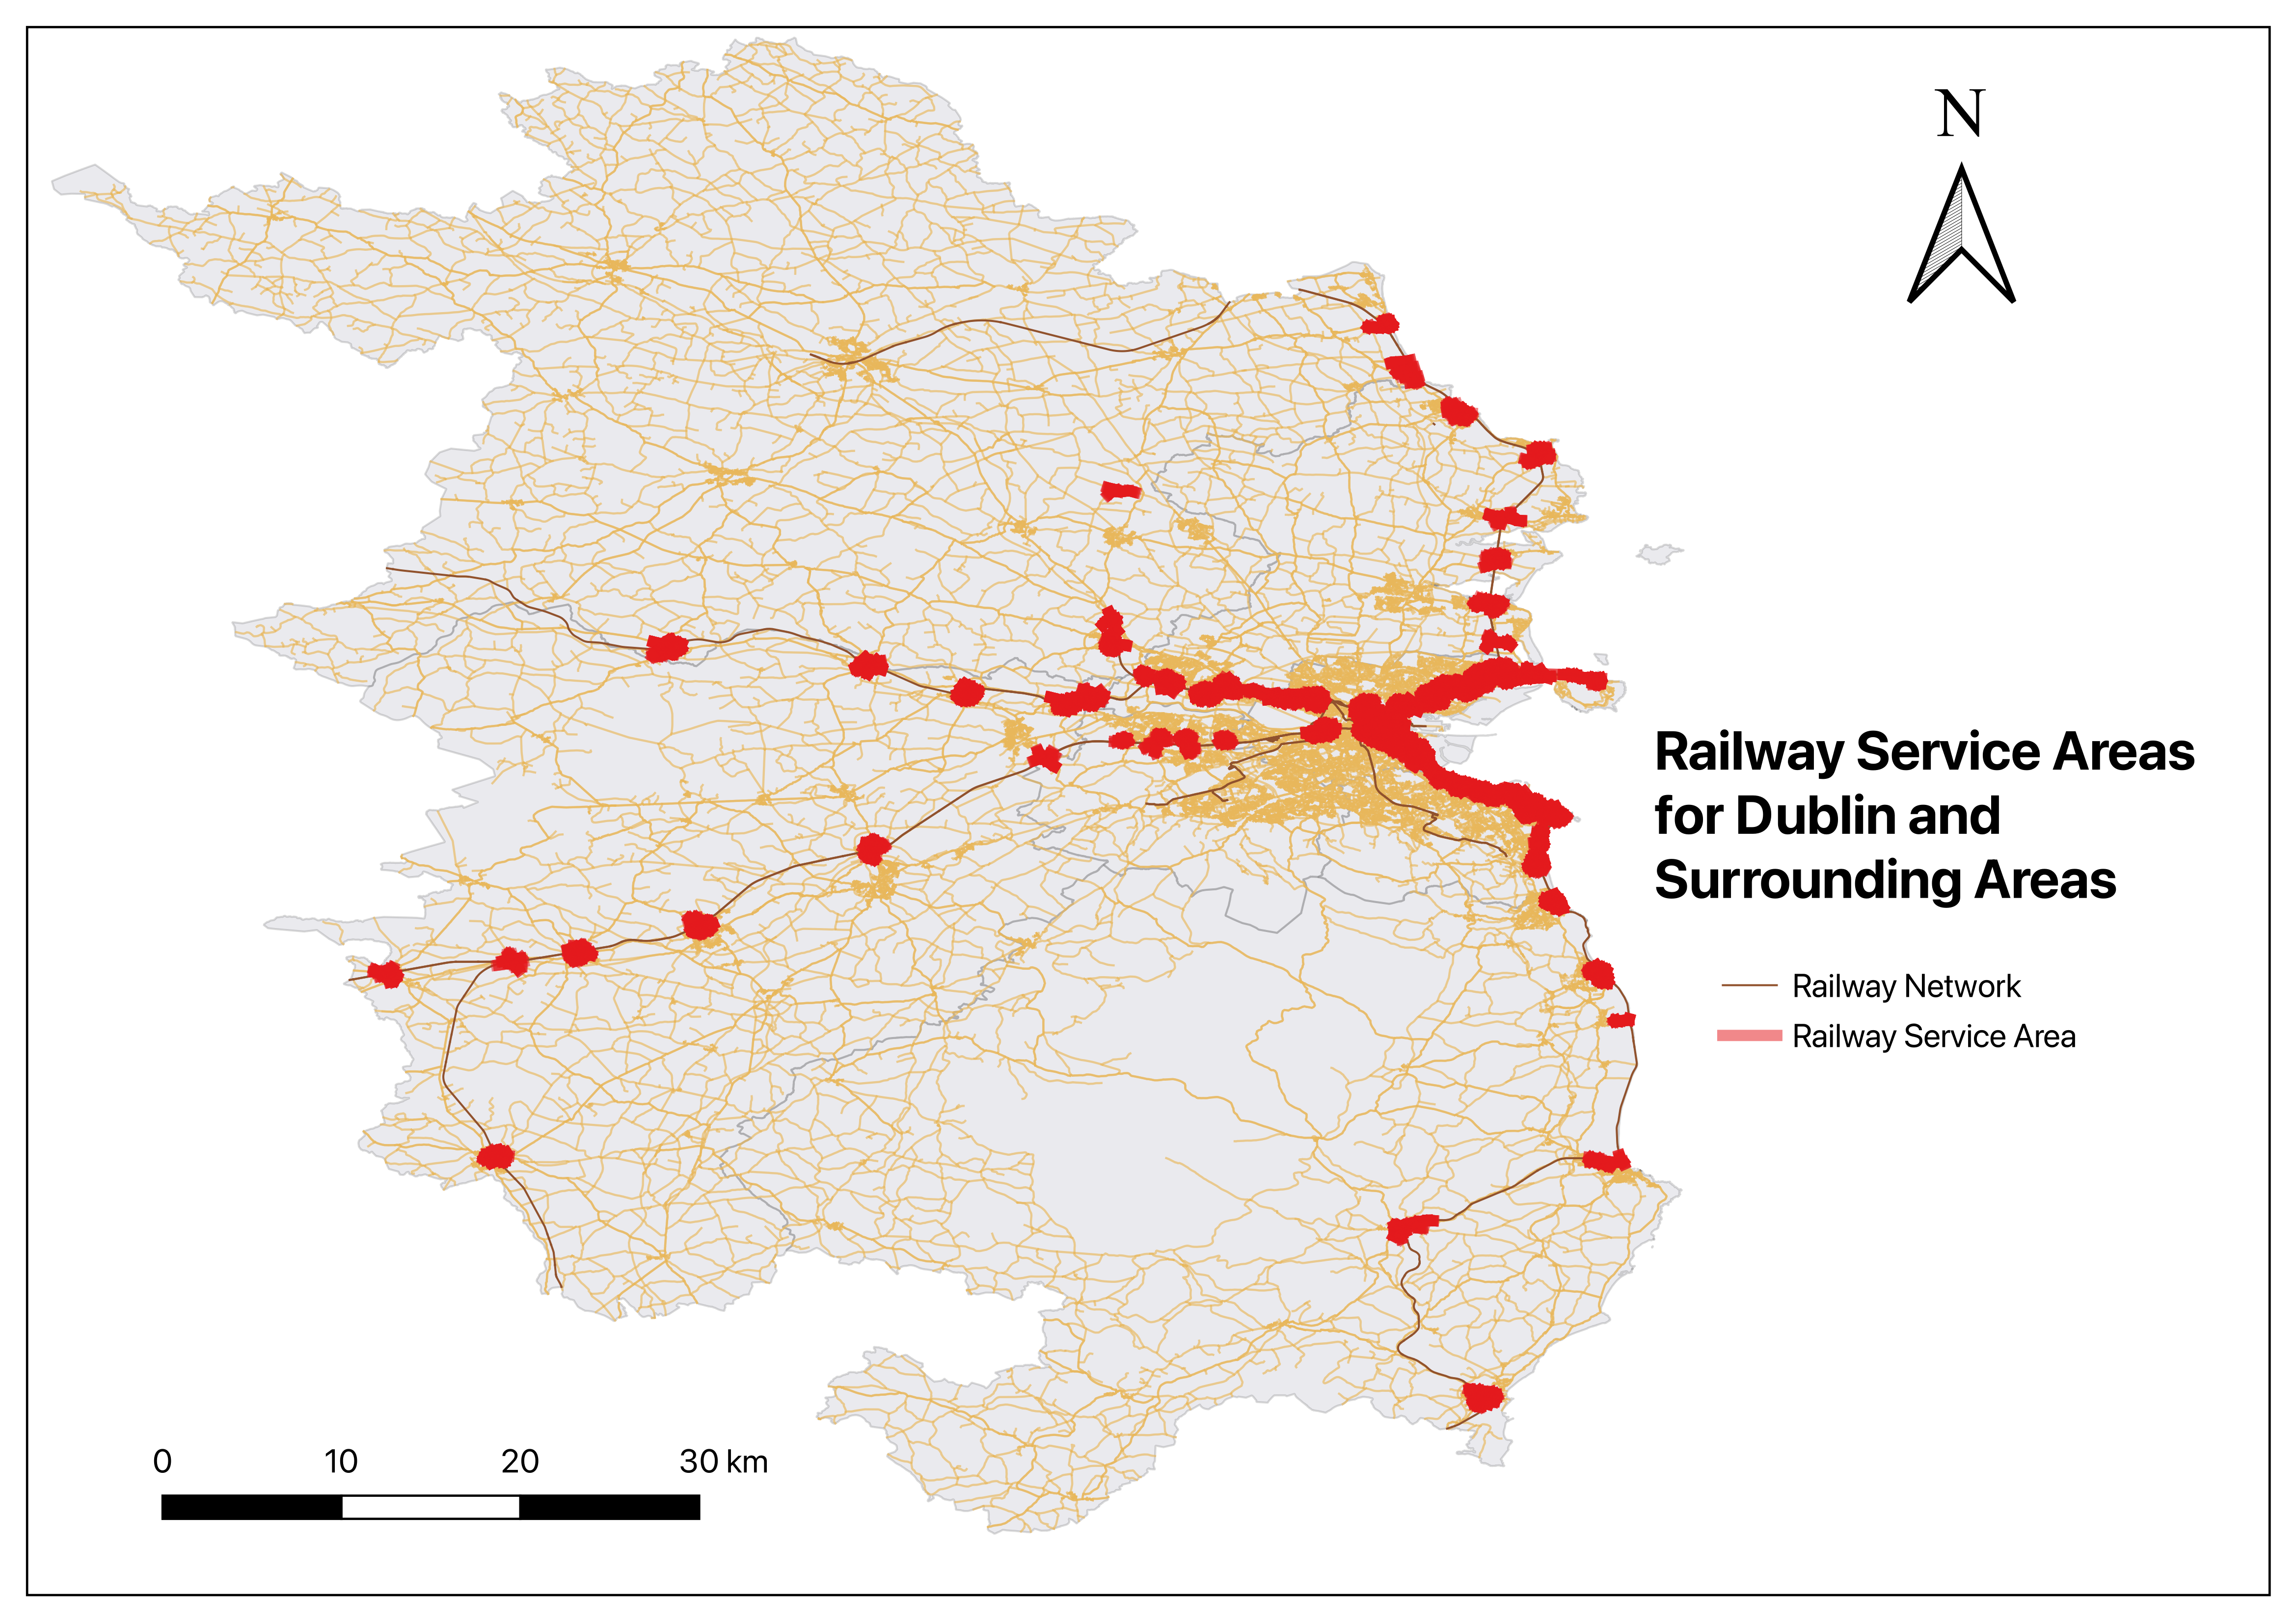 N
Railway Service Areas
for Dublin and
Surrounding Areas
Railway Network
Railway Service Area
0 10 20 30 km